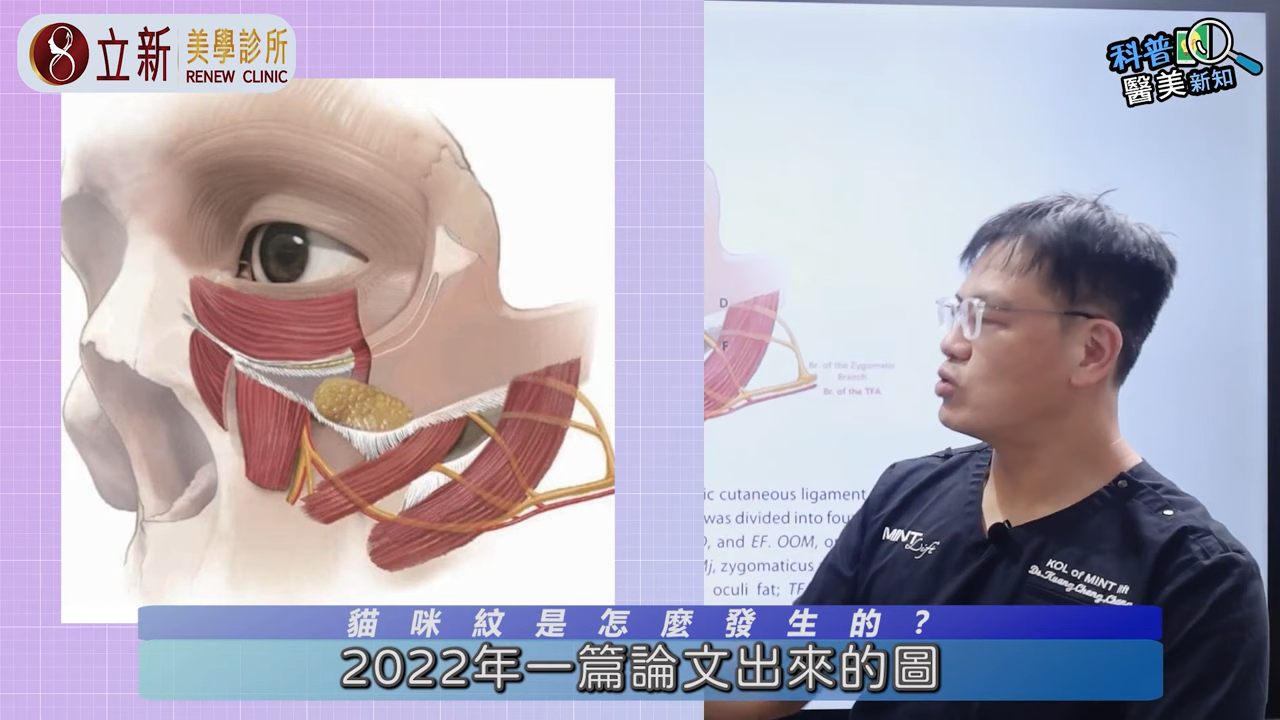 立新 美學診所
RENEW CLINIC
科普
醫美新知
D
F
Br. of the Zygomatic
Branch
Br. of the TFA
ic cutaneous ligament
was divided into fou
, and EF. OOM, o
Mj, zygomaticus
oculi fat; TF
MINT
Lift
KOL of MINT lift
貓咪紋是怎麼發生的?
2022年一篇論文出來的圖